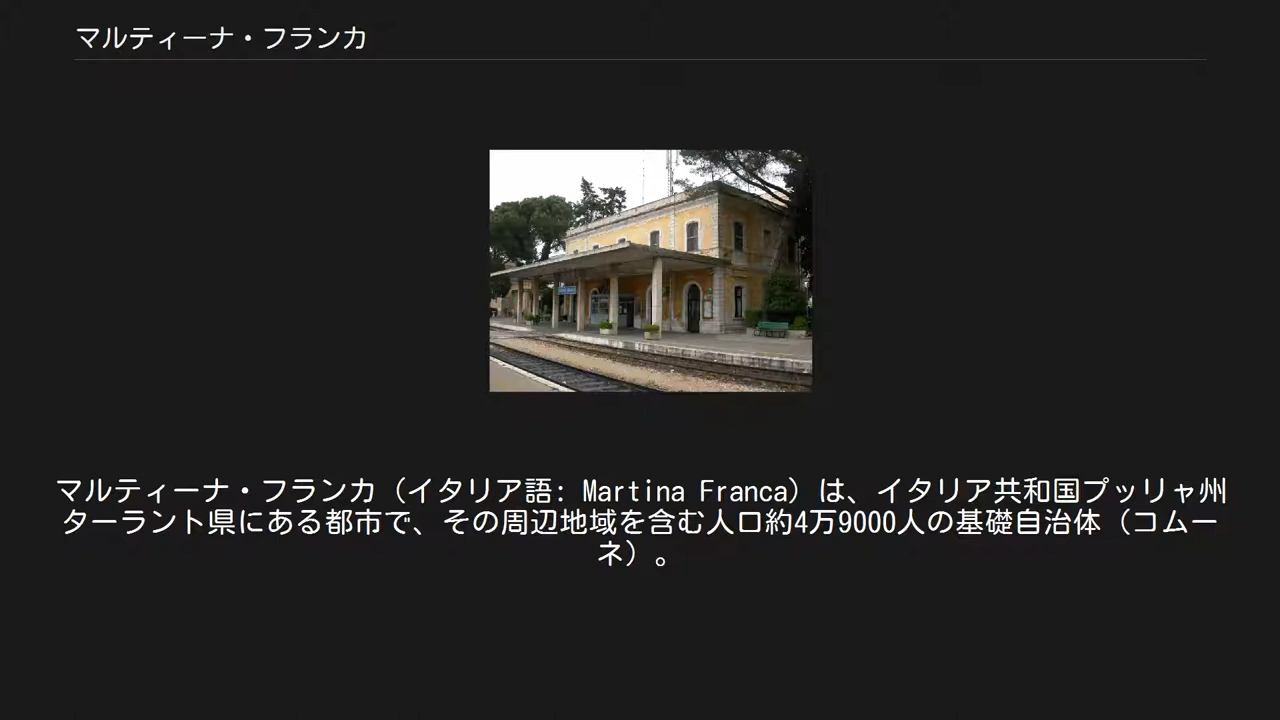 マルティーナ・フランカ
マルティーナ・フランカ（イタリア語: Martina Franca）は、イタリア共和国プッリャ州
ターラント県にある都市で、その周辺地域を含む人口約4万9000人の基礎自治体（コムー
ネ）。